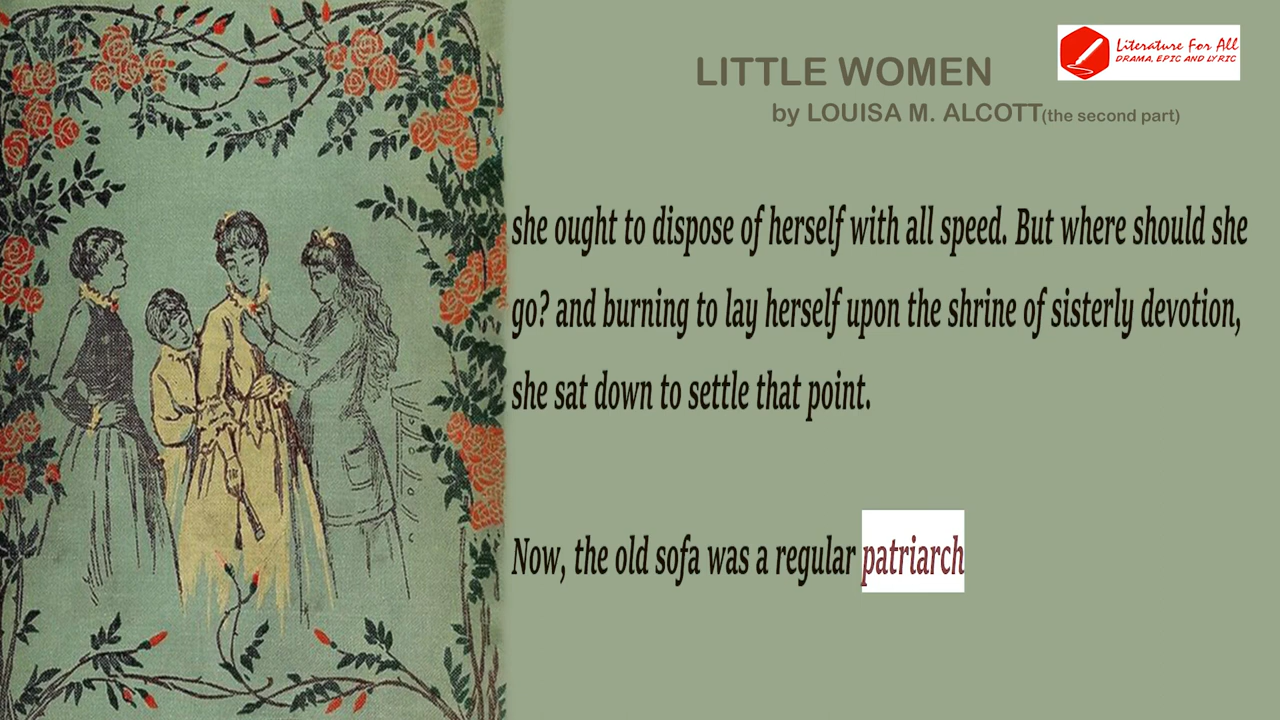 LITTLE WOMEN
by LOUISA M. ALCOTT(the second part)
Literature For All
DRAMA, EPIC AND LYRIC
she ought to dispose of herself with all speed. But where should she
go? and burning to lay herself upon the shrine of sisterly devotion,
she sat down to settle that point.
Now, the old sofa was a regular patriarch